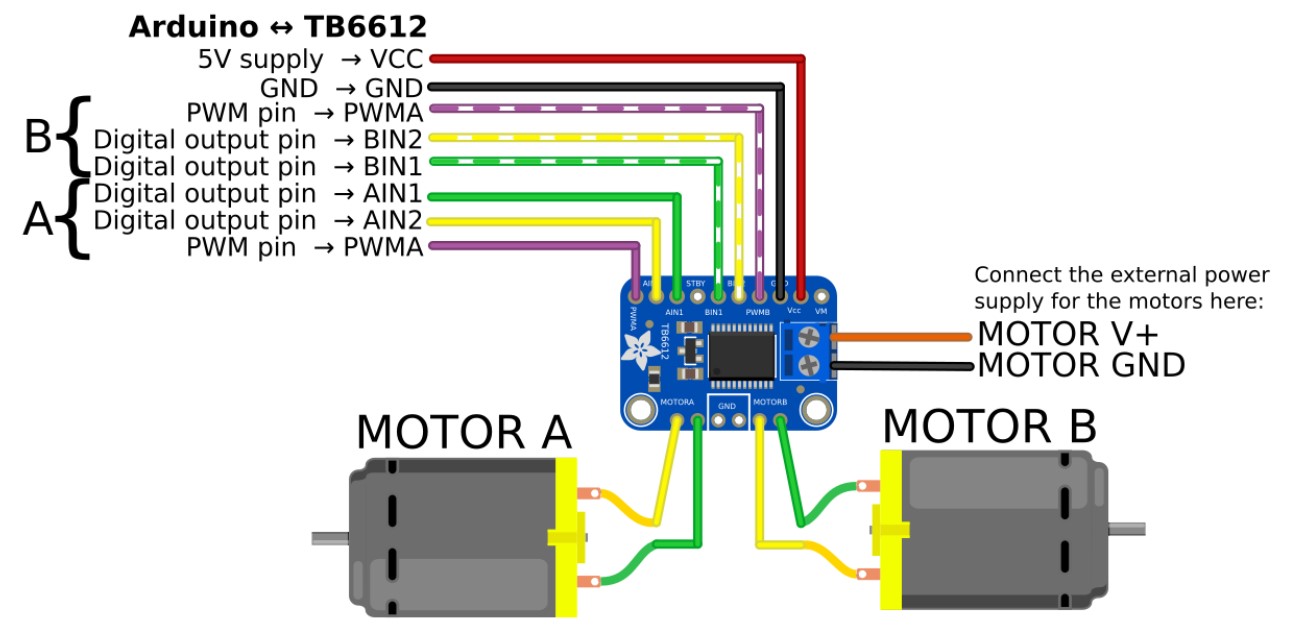 Arduino ↔ TB6612
5V supply → VCC
GND → GND
PWM pin → PWMA
Digital output pin → BIN2
Digital output pin → BIN1
Digital output pin → AIN1
Digital output pin → AIN2
PWM pin → PWMA
B{
A{
STBY
AIN1
BIN1
PWMB
Vcc
VM
PWMA
TB6612
Connect the external power
supply for the motors here:
MOTOR V+
MOTOR GND
MOTORA
GND
MOTORB
MOTOR A
MOTOR B